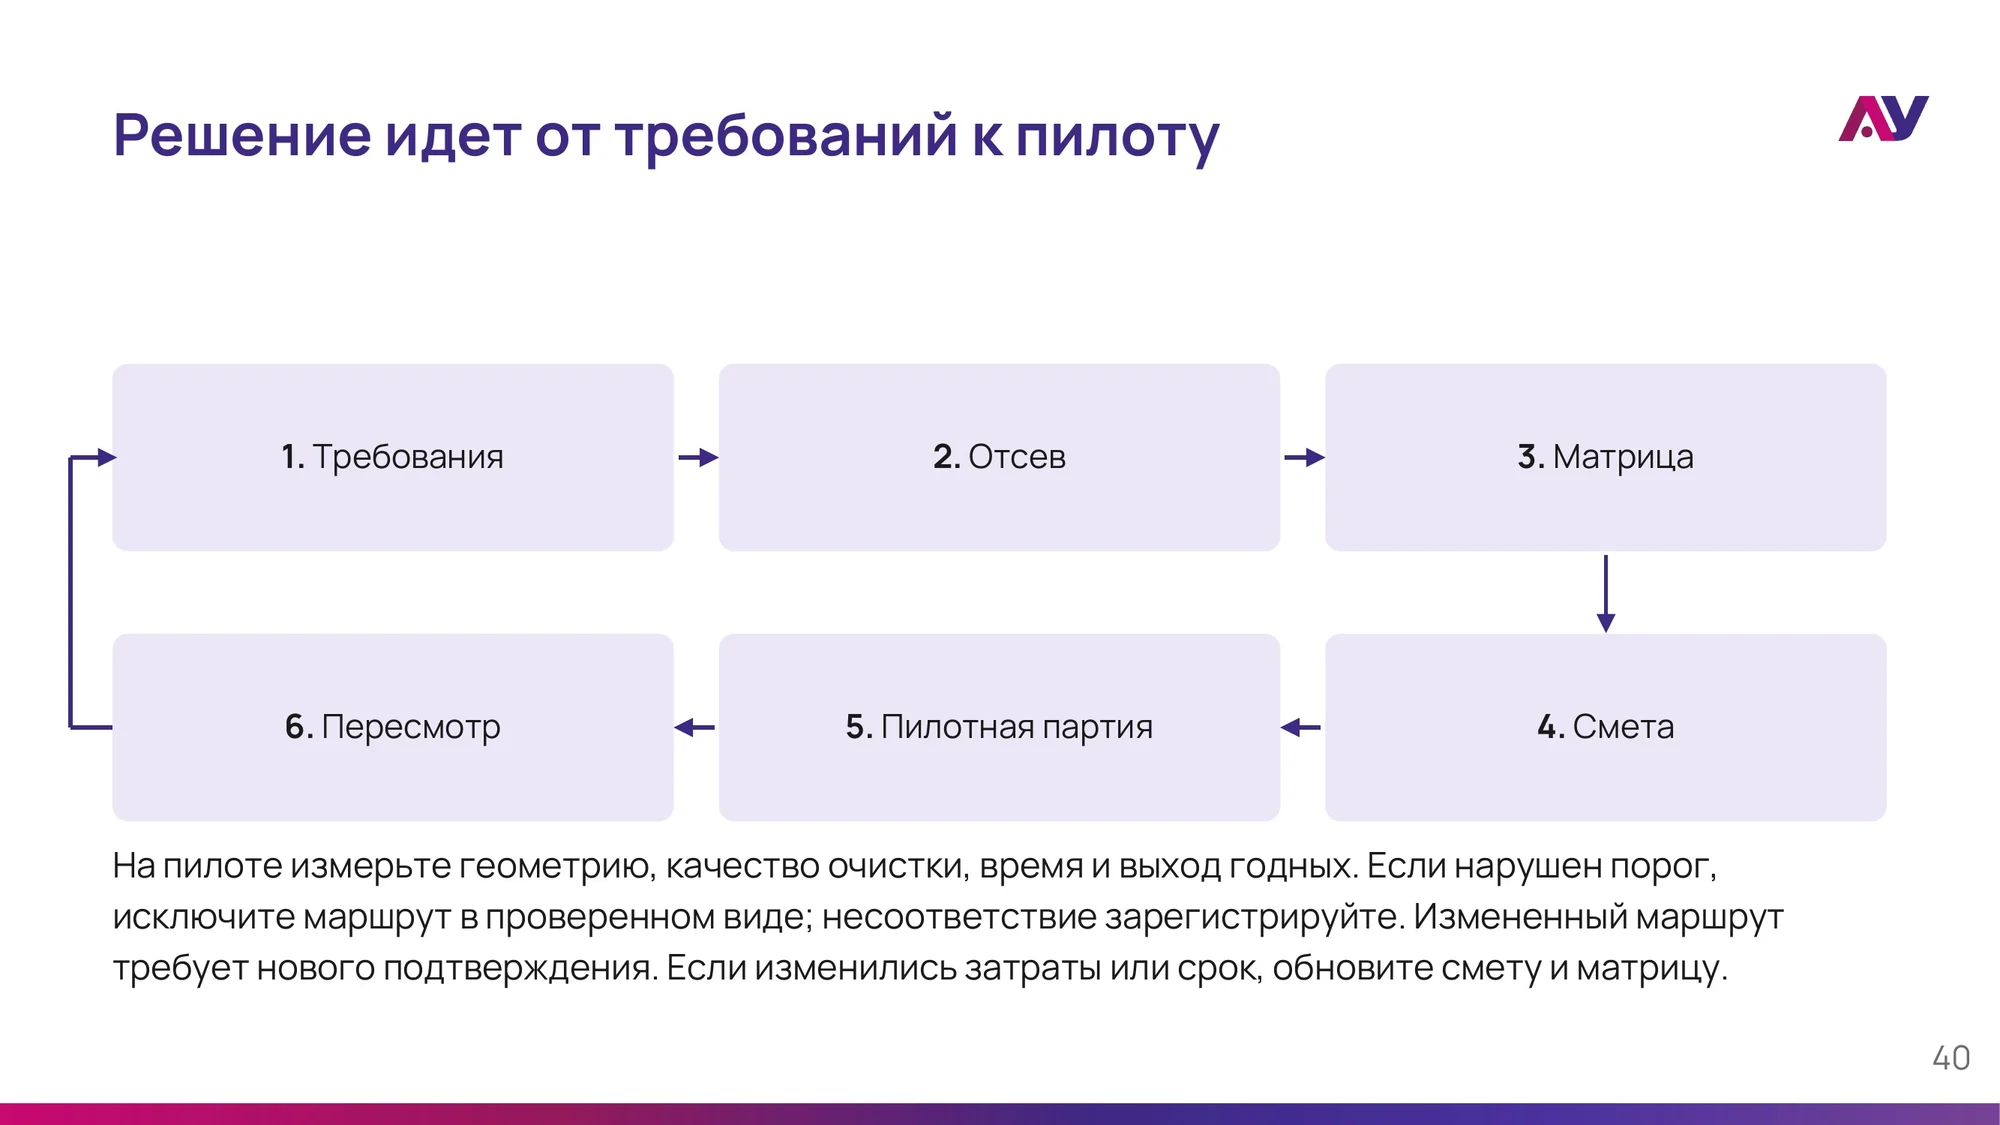 Решение идет от требований к пилоту
АУ
1. Требования
2. Отсев
3. Матрица
6. Пересмотр
5. Пилотная партия
4. Смета
На пилоте измерьте геометрию, качество очистки, время и выход годных. Если нарушен порог,
исключите маршрут в проверенном виде; несоответствие зарегистрируйте. Измененный маршрут
требует нового подтверждения. Если изменились затраты или срок, обновите смету и матрицу.
40